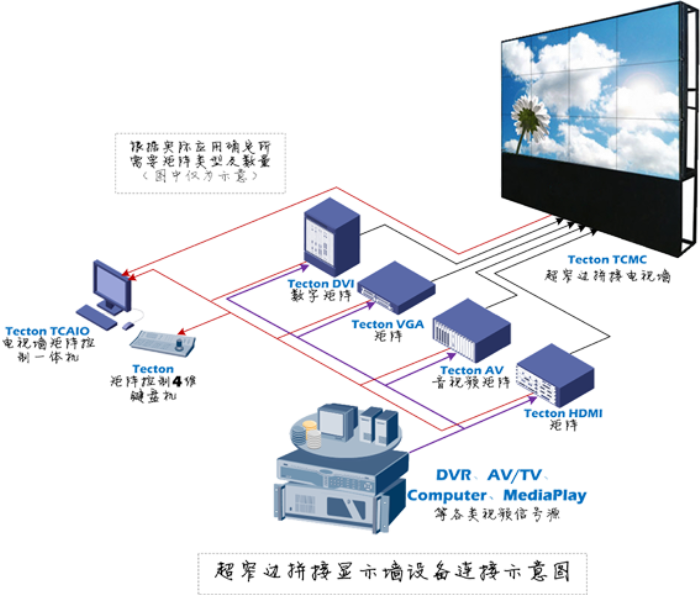 根据实际应用确定所
需要矩阵类型及数量
（图中仅为示意）
Tecton TCMC
超窄边拼接电视墙
Tecton DVI
数字矩阵
Tecton VGA
矩阵
Tecton TCAIO
电视墙矩阵控
制一体机
Tecton
矩阵控制4维
键盘机
Tecton AV
音视频矩阵
Tecton HDMI
矩阵
DVR、AV/TV、
Computer、MediaPlay
等各类视频信号源
超窄边拼接显示墙设备连接示意图